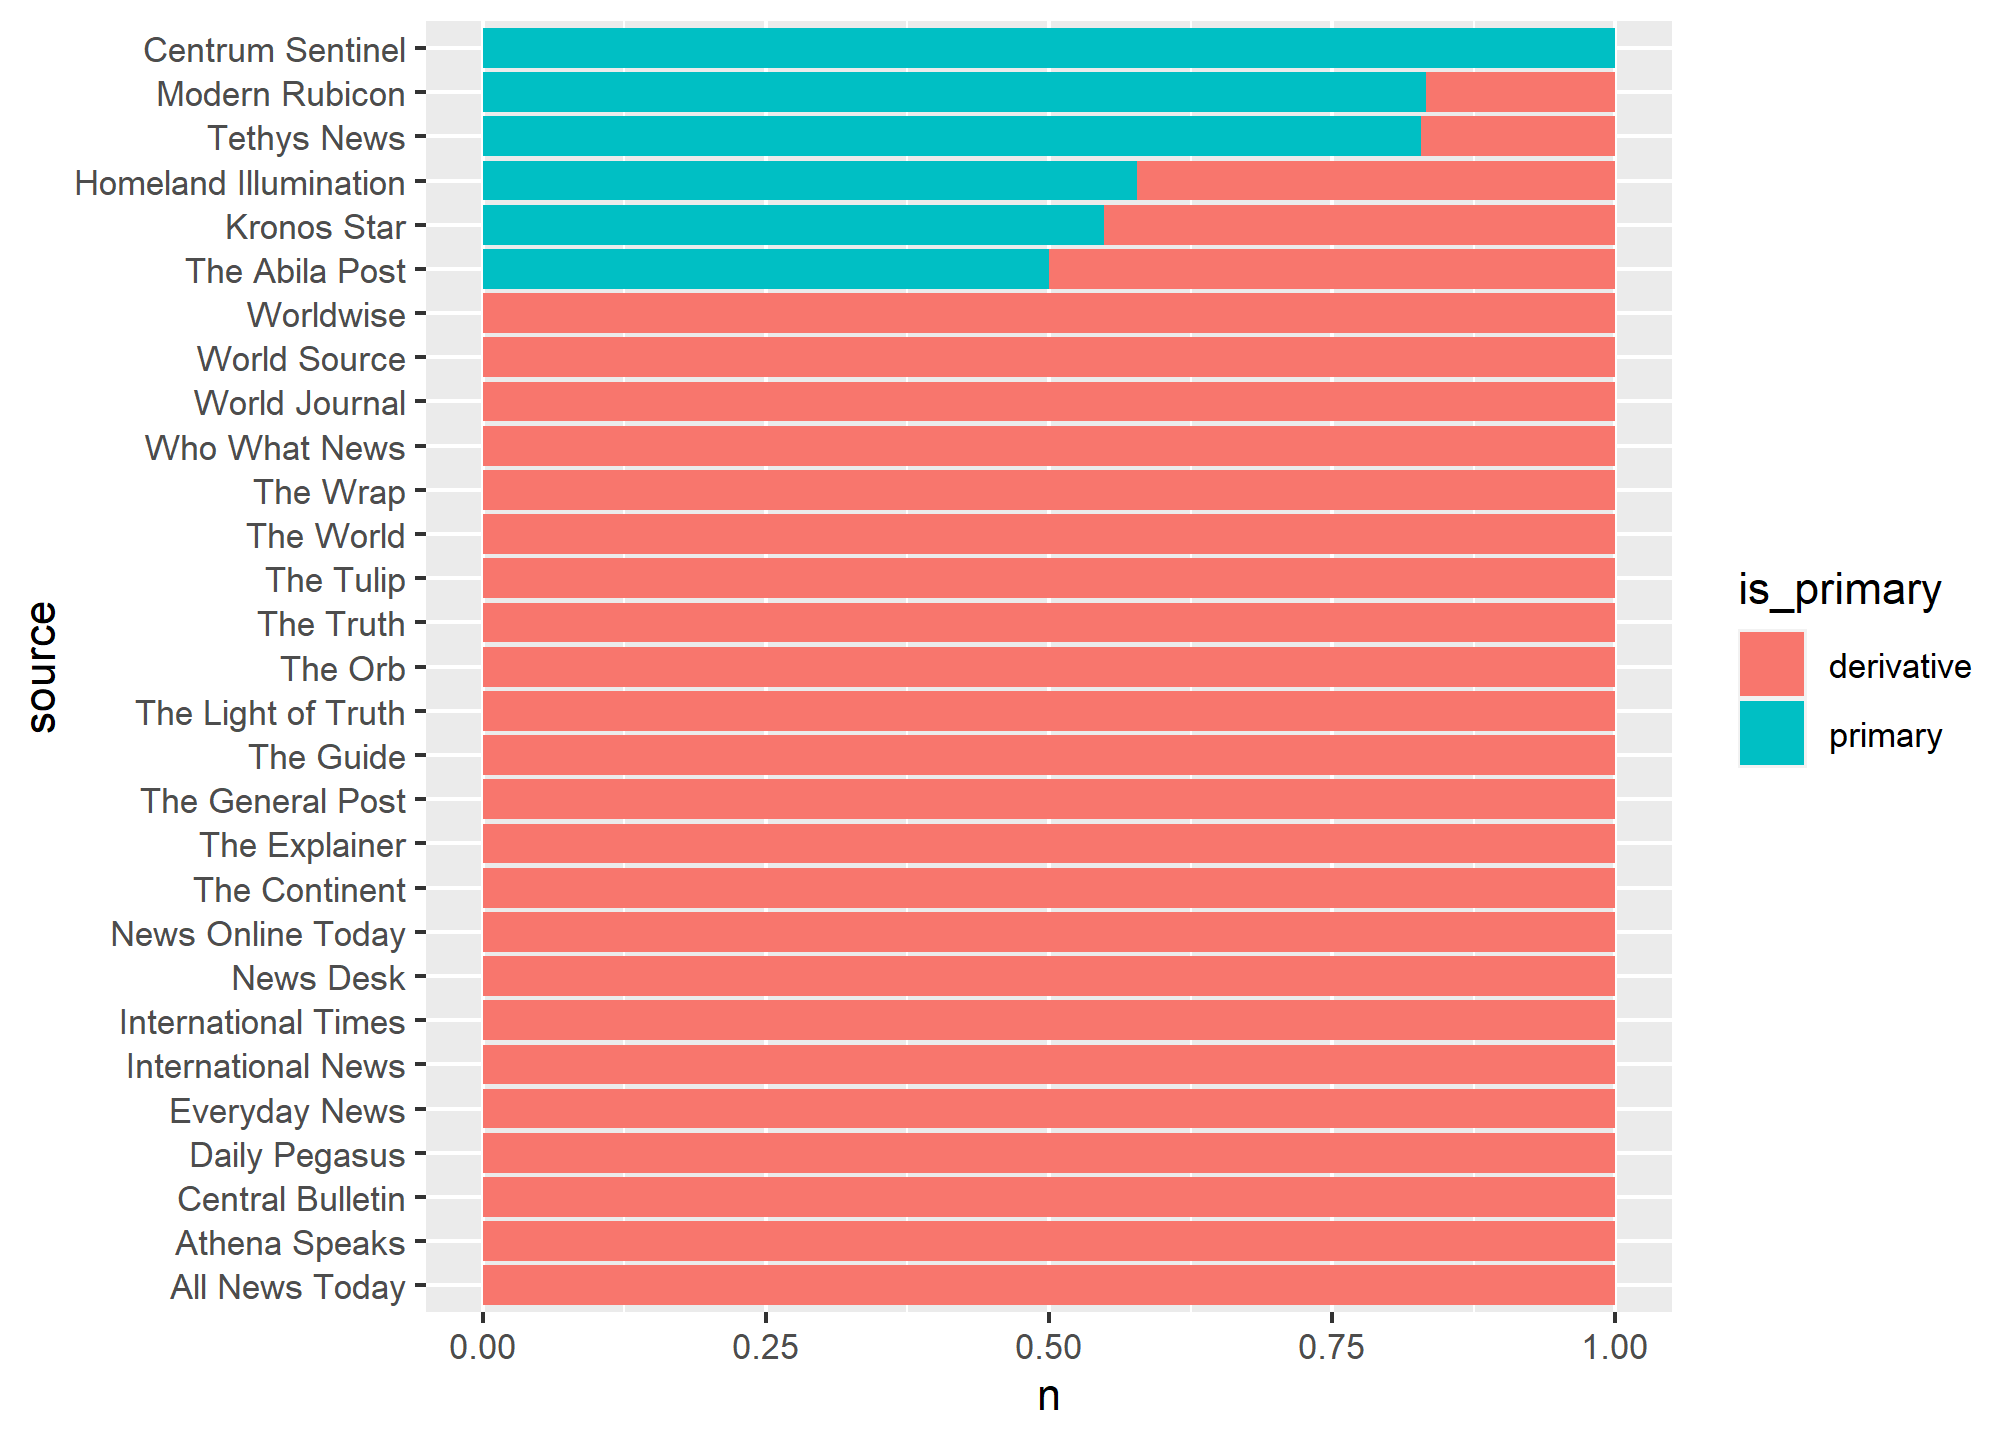 Centrum Sentinel
Modern Rubicon
Tethys News
Homeland Illumination
Kronos Star
The Abila Post
Worldwise
World Source
World Journal
Who What News
The Wrap
The World
The Tulip
The Truth
The Orb
The Light of Truth
The Guide
The General Post
The Explainer
The Continent
News Online Today
News Desk
International Times
International News
Everyday News
Daily Pegasus
Central Bulletin
Athena Speaks
All News Today
source
0.00 0.25 0.50 0.75 1.00
n
is_primary
derivative
primary